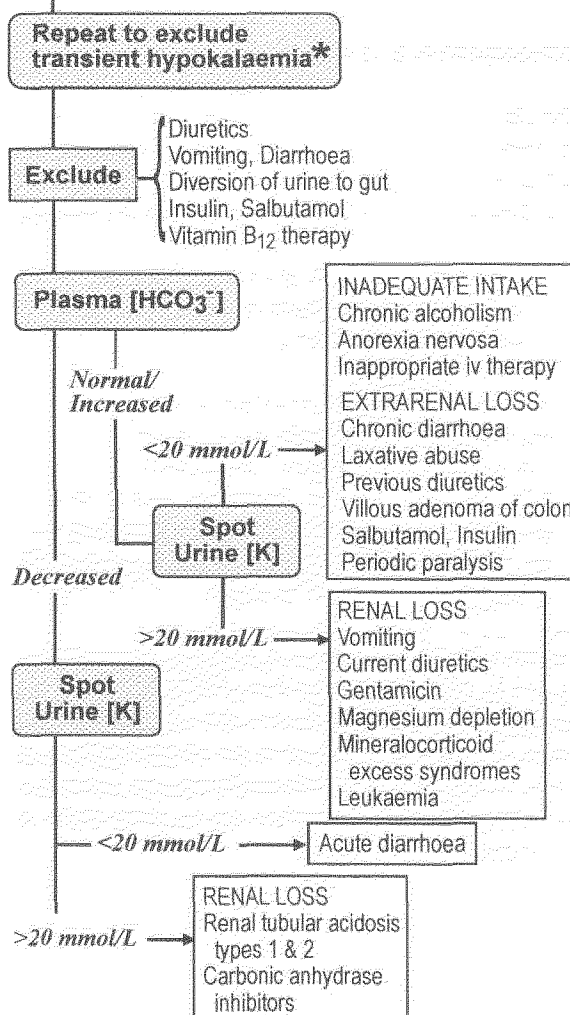 Repeat to exclude
transient hypokalaemia*
Exclude
Diuretics
Vomiting, Diarrhoea
Diversion of urine to gut
Insulin, Salbutamol
Vitamin B12 therapy
Plasma [HCO3-]
Normal/
Increased
<20 mmol/L
INADEQUATE INTAKE
Chronic alcoholism
Anorexia nervosa
Inappropriate iv therapy
EXTRARENAL LOSS
Chronic diarrhoea
Laxative abuse
Previous diuretics
Villous adenoma of colon
Salbutamol, Insulin
Periodic paralysis
Spot
Urine [K]
Decreased
>20 mmol/L
RENAL LOSS
Vomiting
Current diuretics
Gentamicin
Magnesium depletion
Mineralocorticoid
excess syndromes
Leukaemia
Spot
Urine [K]
<20 mmol/L
Acute diarrhoea
>20 mmol/L
RENAL LOSS
Renal tubular acidosis
types 1 & 2
Carbonic anhydrase
inhibitors